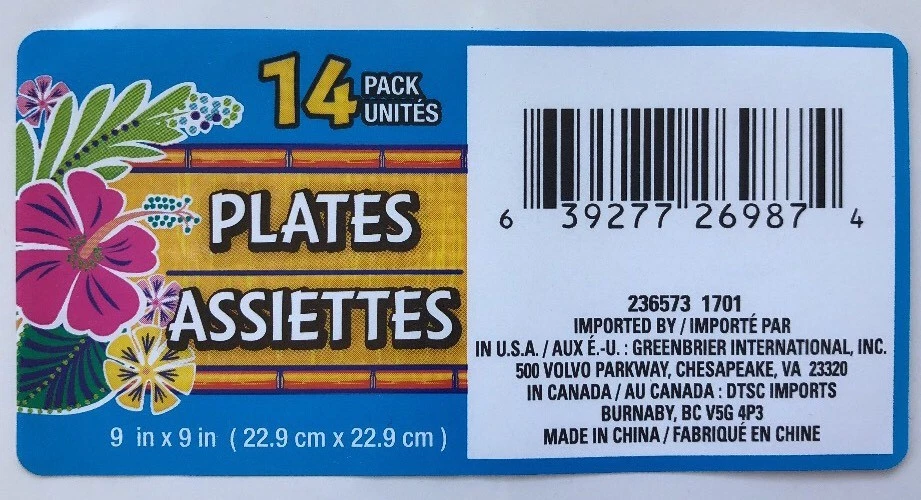 14 PACK
UNITÉS
PLATES
ASSIETTES
9 in x 9 in ( 22.9 cm x 22.9 cm )
6 39277 26987 4
236573 1701
IMPORTED BY / IMPORTÉ PAR
IN U.S.A. / AUX É.-U. : GREENBRIER INTERNATIONAL, INC.
500 VOLVO PARKWAY, CHESAPEAKE, VA 23320
IN CANADA / AU CANADA : DTSC IMPORTS
BURNABY, BC V5G 4P3
MADE IN CHINA / FABRIQUÉ EN CHINE